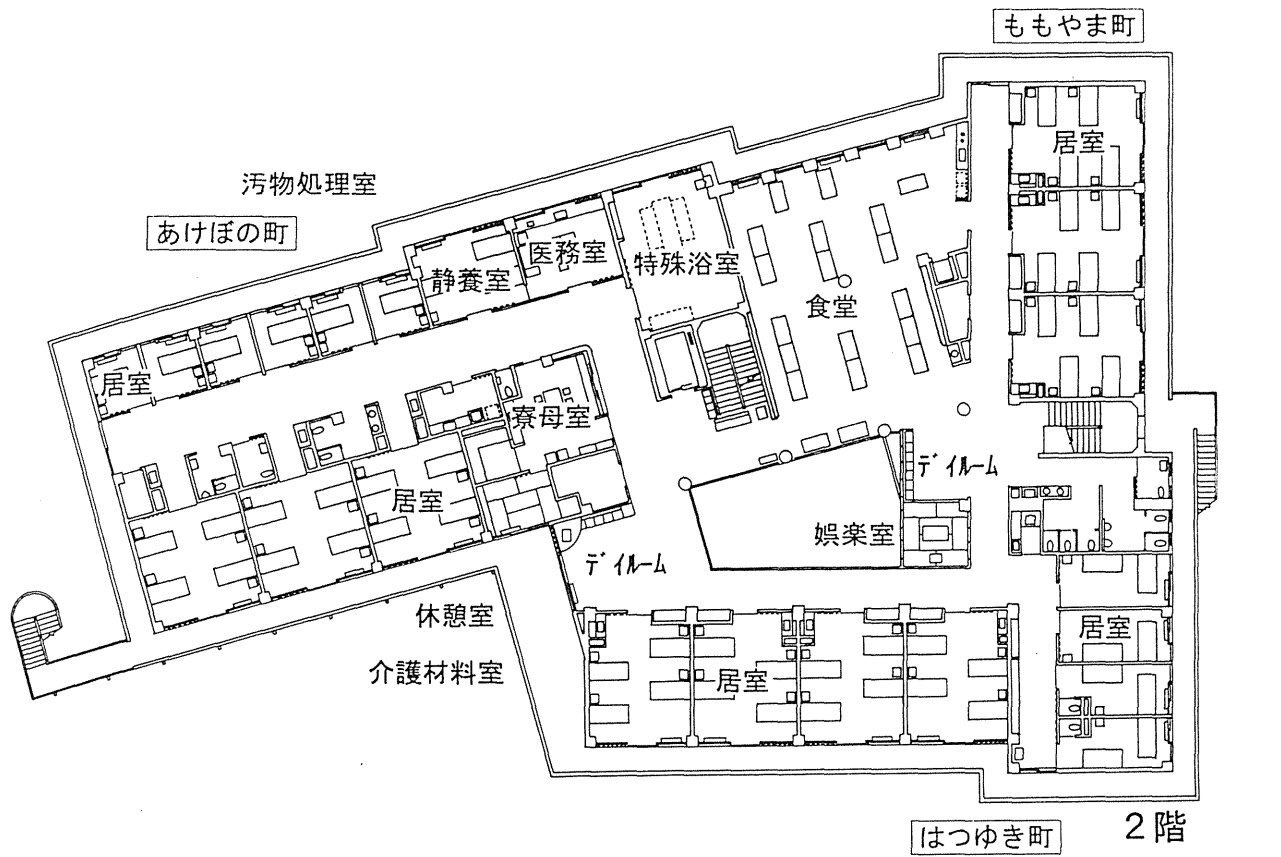 ももやま町
居室
汚物処理室
あけぼの町
医務室
静養室
特殊浴室
食堂
居室
寮母室
居室
デイルーム
娯楽室
デイルーム
休憩室
居室
介護材料室
居室
2階
はつゆき町